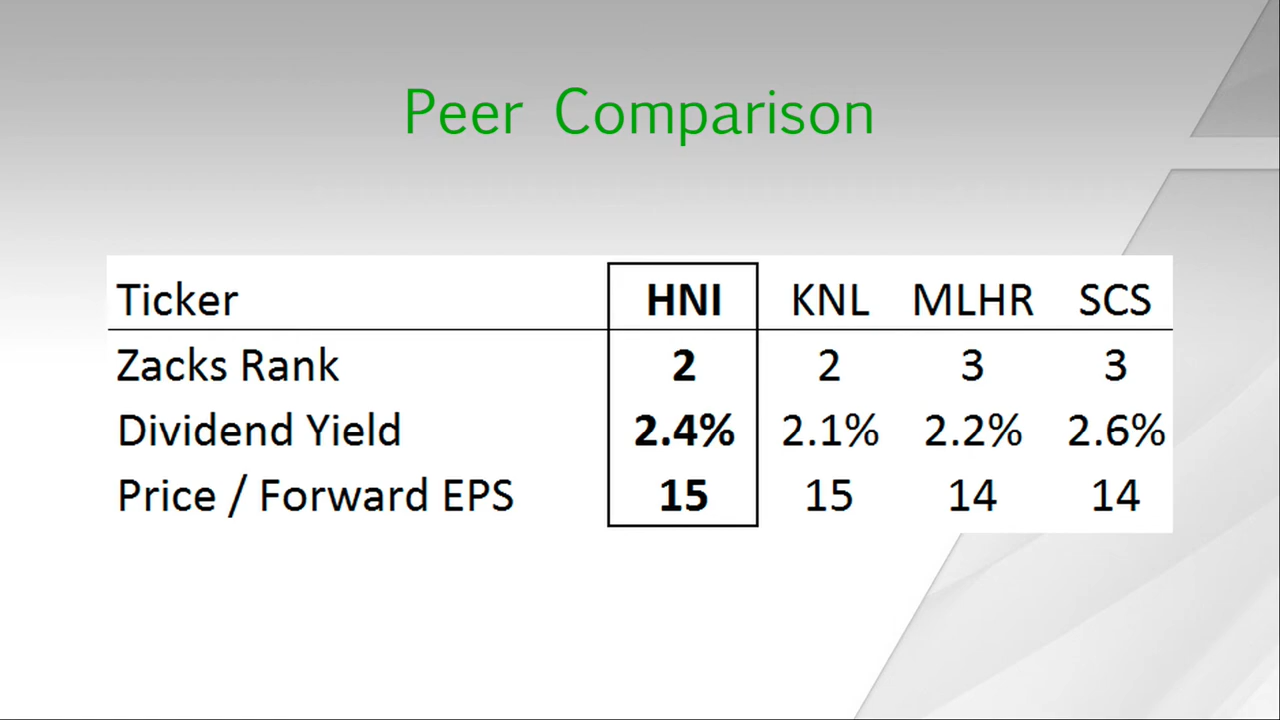 Peer Comparison
Ticker HNI KNL MLHR SCS
Zacks Rank 2 2 3 3
Dividend Yield 2.4% 2.1% 2.2% 2.6%
Price / Forward EPS 15 15 14 14